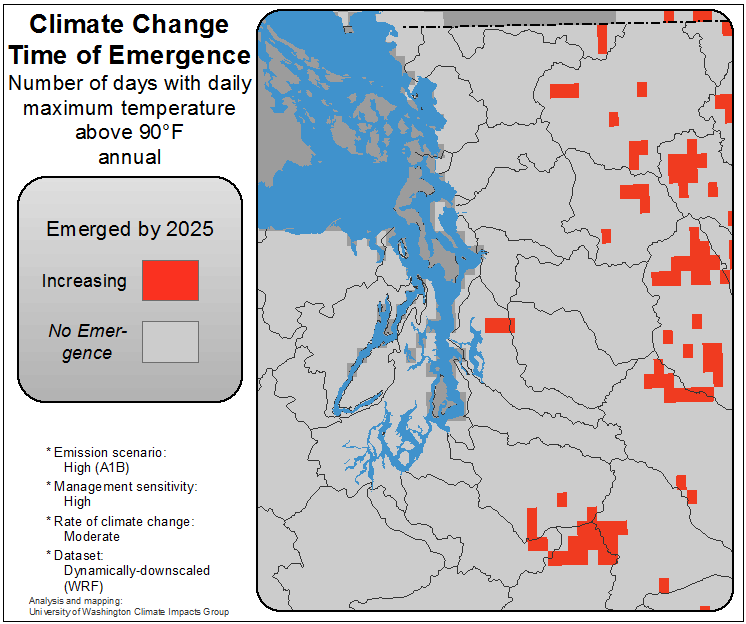 Climate Change
Time of Emergence
Number of days with daily
maximum temperature
above 90°F
annual
Emerged by 2025
Increasing
No Emer-
gence
* Emission scenario:
High (A1B)
* Management sensitivity:
High
* Rate of climate change:
Moderate
* Dataset:
Dynamically-downscaled
(WRF)
Analysis and mapping:
University of Washington Climate Impacts Group